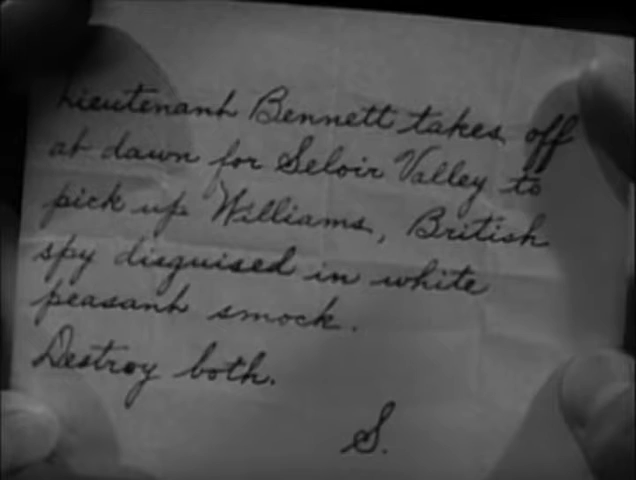 Lieutenant Bennett takes off
at dawn for Seloir Valley to
pick up Williams, British
spy disguised in white
peasant smock.
Destroy both.
S.